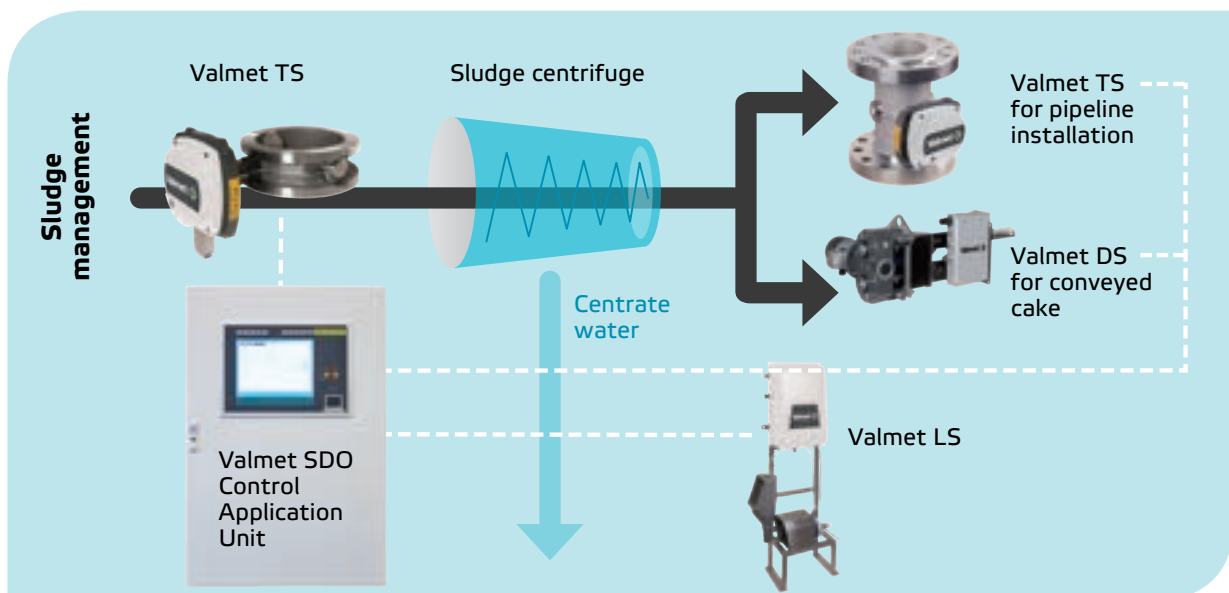 Sludge
management
Valmet TS
Sludge centrifuge
Valmet TS
for pipeline
installation
Valmet DS
for conveyed
cake
Centrate
water
Valmet SDO
Control
Application
Unit
Valmet LS